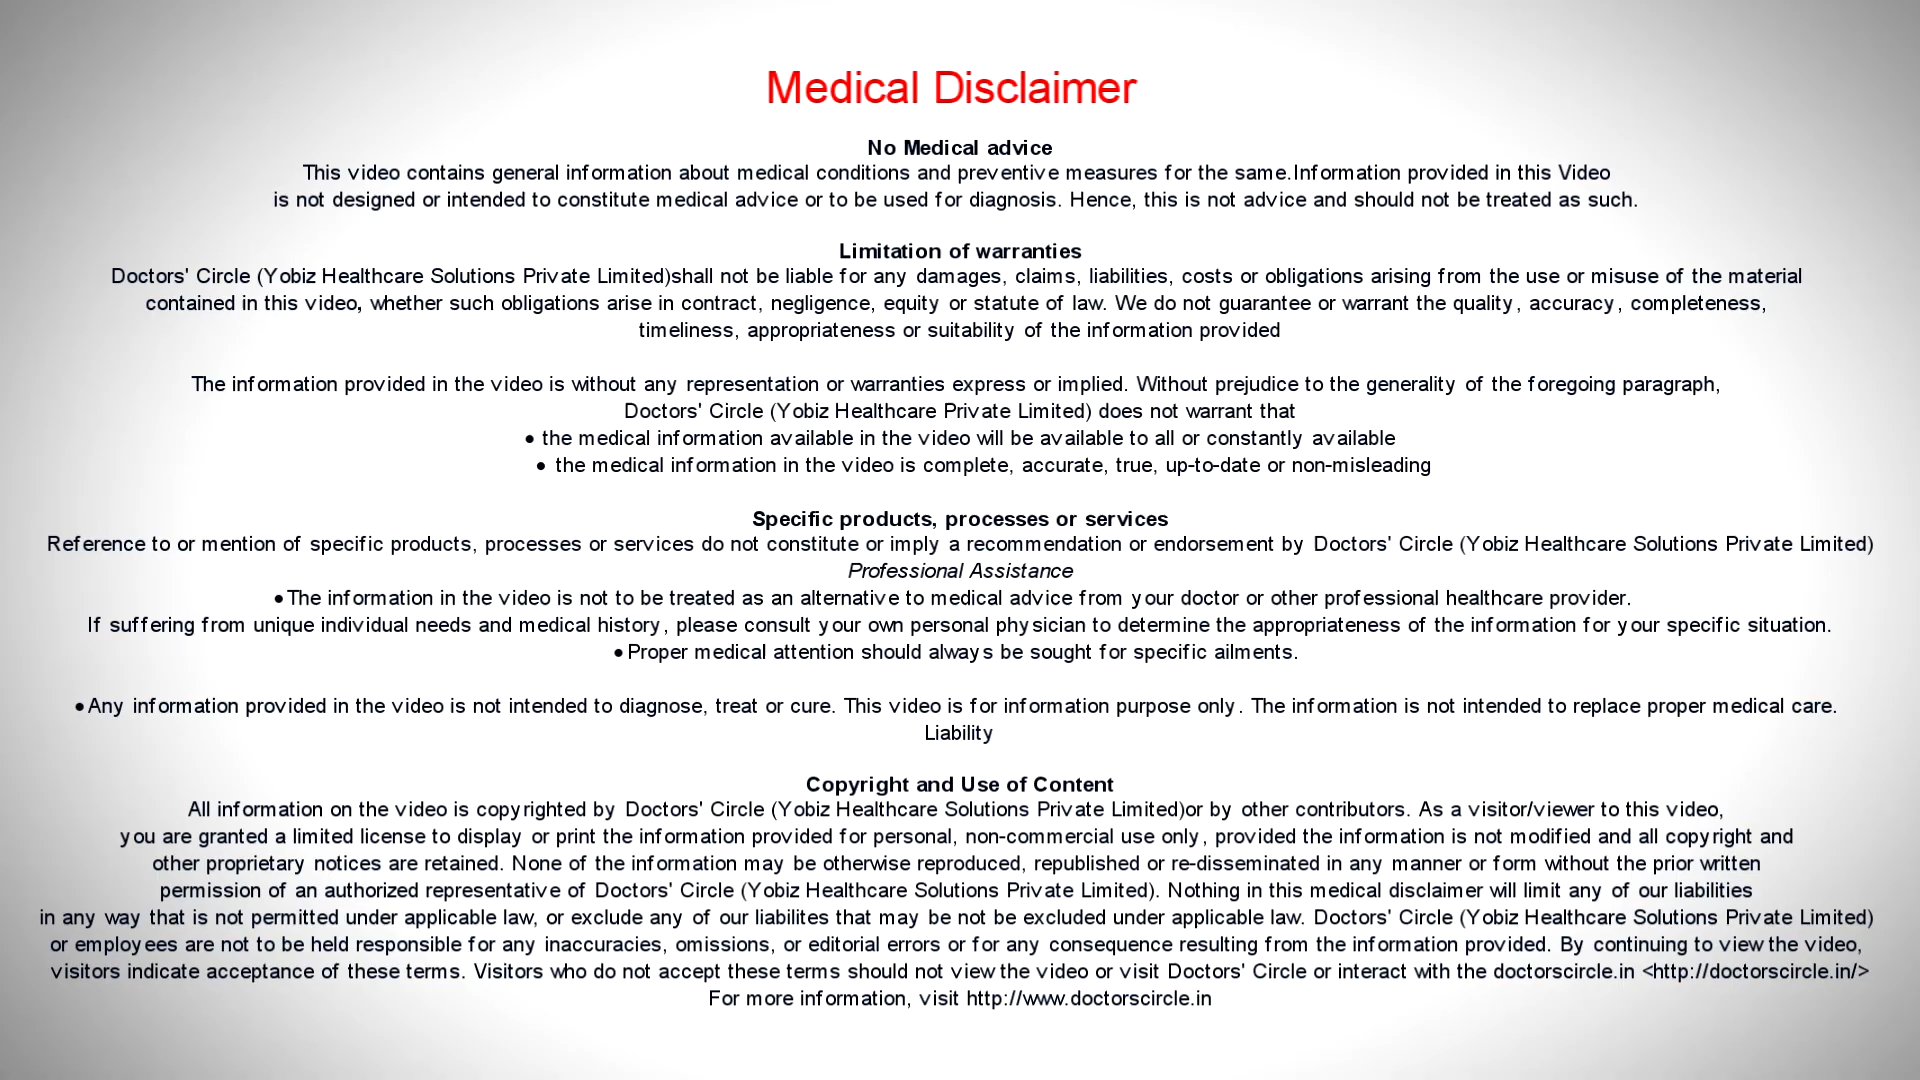 Medical Disclaimer
No Medical advice
This video contains general information about medical conditions and preventive measures for the same.Information provided in this Video
is not designed or intended to constitute medical advice or to be used for diagnosis. Hence, this is not advice and should not be treated as such.
Limitation of warranties
Doctors' Circle (Yobiz Healthcare Solutions Private Limited)shall not be liable for any damages, claims, liabilities, costs or obligations arising from the use or misuse of the material
contained in this video, whether such obligations arise in contract, negligence, equity or statute of law. We do not guarantee or warrant the quality, accuracy, completeness,
timeliness, appropriateness or suitability of the information provided
The information provided in the video is without any representation or warranties express or implied. Without prejudice to the generality of the foregoing paragraph,
Doctors' Circle (Yobiz Healthcare Private Limited) does not warrant that
• the medical information available in the video will be available to all or constantly available
• the medical information in the video is complete, accurate, true, up-to-date or non-misleading
Specific products, processes or services
Reference to or mention of specific products, processes or services do not constitute or imply a recommendation or endorsement by Doctors' Circle (Yobiz Healthcare Solutions Private Limited)
Professional Assistance
•The information in the video is not to be treated as an alternative to medical advice from your doctor or other professional healthcare provider.
If suffering from unique individual needs and medical history, please consult your own personal physician to determine the appropriateness of the information for your specific situation.
•Proper medical attention should always be sought for specific ailments.
•Any information provided in the video is not intended to diagnose, treat or cure. This video is for information purpose only. The information is not intended to replace proper medical care.
Liability
Copyright and Use of Content
All information on the video is copyrighted by Doctors' Circle (Yobiz Healthcare Solutions Private Limited)or by other contributors. As a visitor/viewer to this video,
you are granted a limited license to display or print the information provided for personal, non-commercial use only, provided the information is not modified and all copyright and
other proprietary notices are retained. None of the information may be otherwise reproduced, republished or re-disseminated in any manner or form without the prior written
permission of an authorized representative of Doctors' Circle (Yobiz Healthcare Solutions Private Limited). Nothing in this medical disclaimer will limit any of our liabilities
in any way that is not permitted under applicable law, or exclude any of our liabilites that may be not be excluded under applicable law. Doctors' Circle (Yobiz Healthcare Solutions Private Limited)
or employees are not to be held responsible for any inaccuracies, omissions, or editorial errors or for any consequence resulting from the information provided. By continuing to view the video,
visitors indicate acceptance of these terms. Visitors who do not accept these terms should not view the video or visit Doctors' Circle or interact with the doctorscircle.in <http://doctorscircle.in/>
For more information, visit http://www.doctorscircle.in